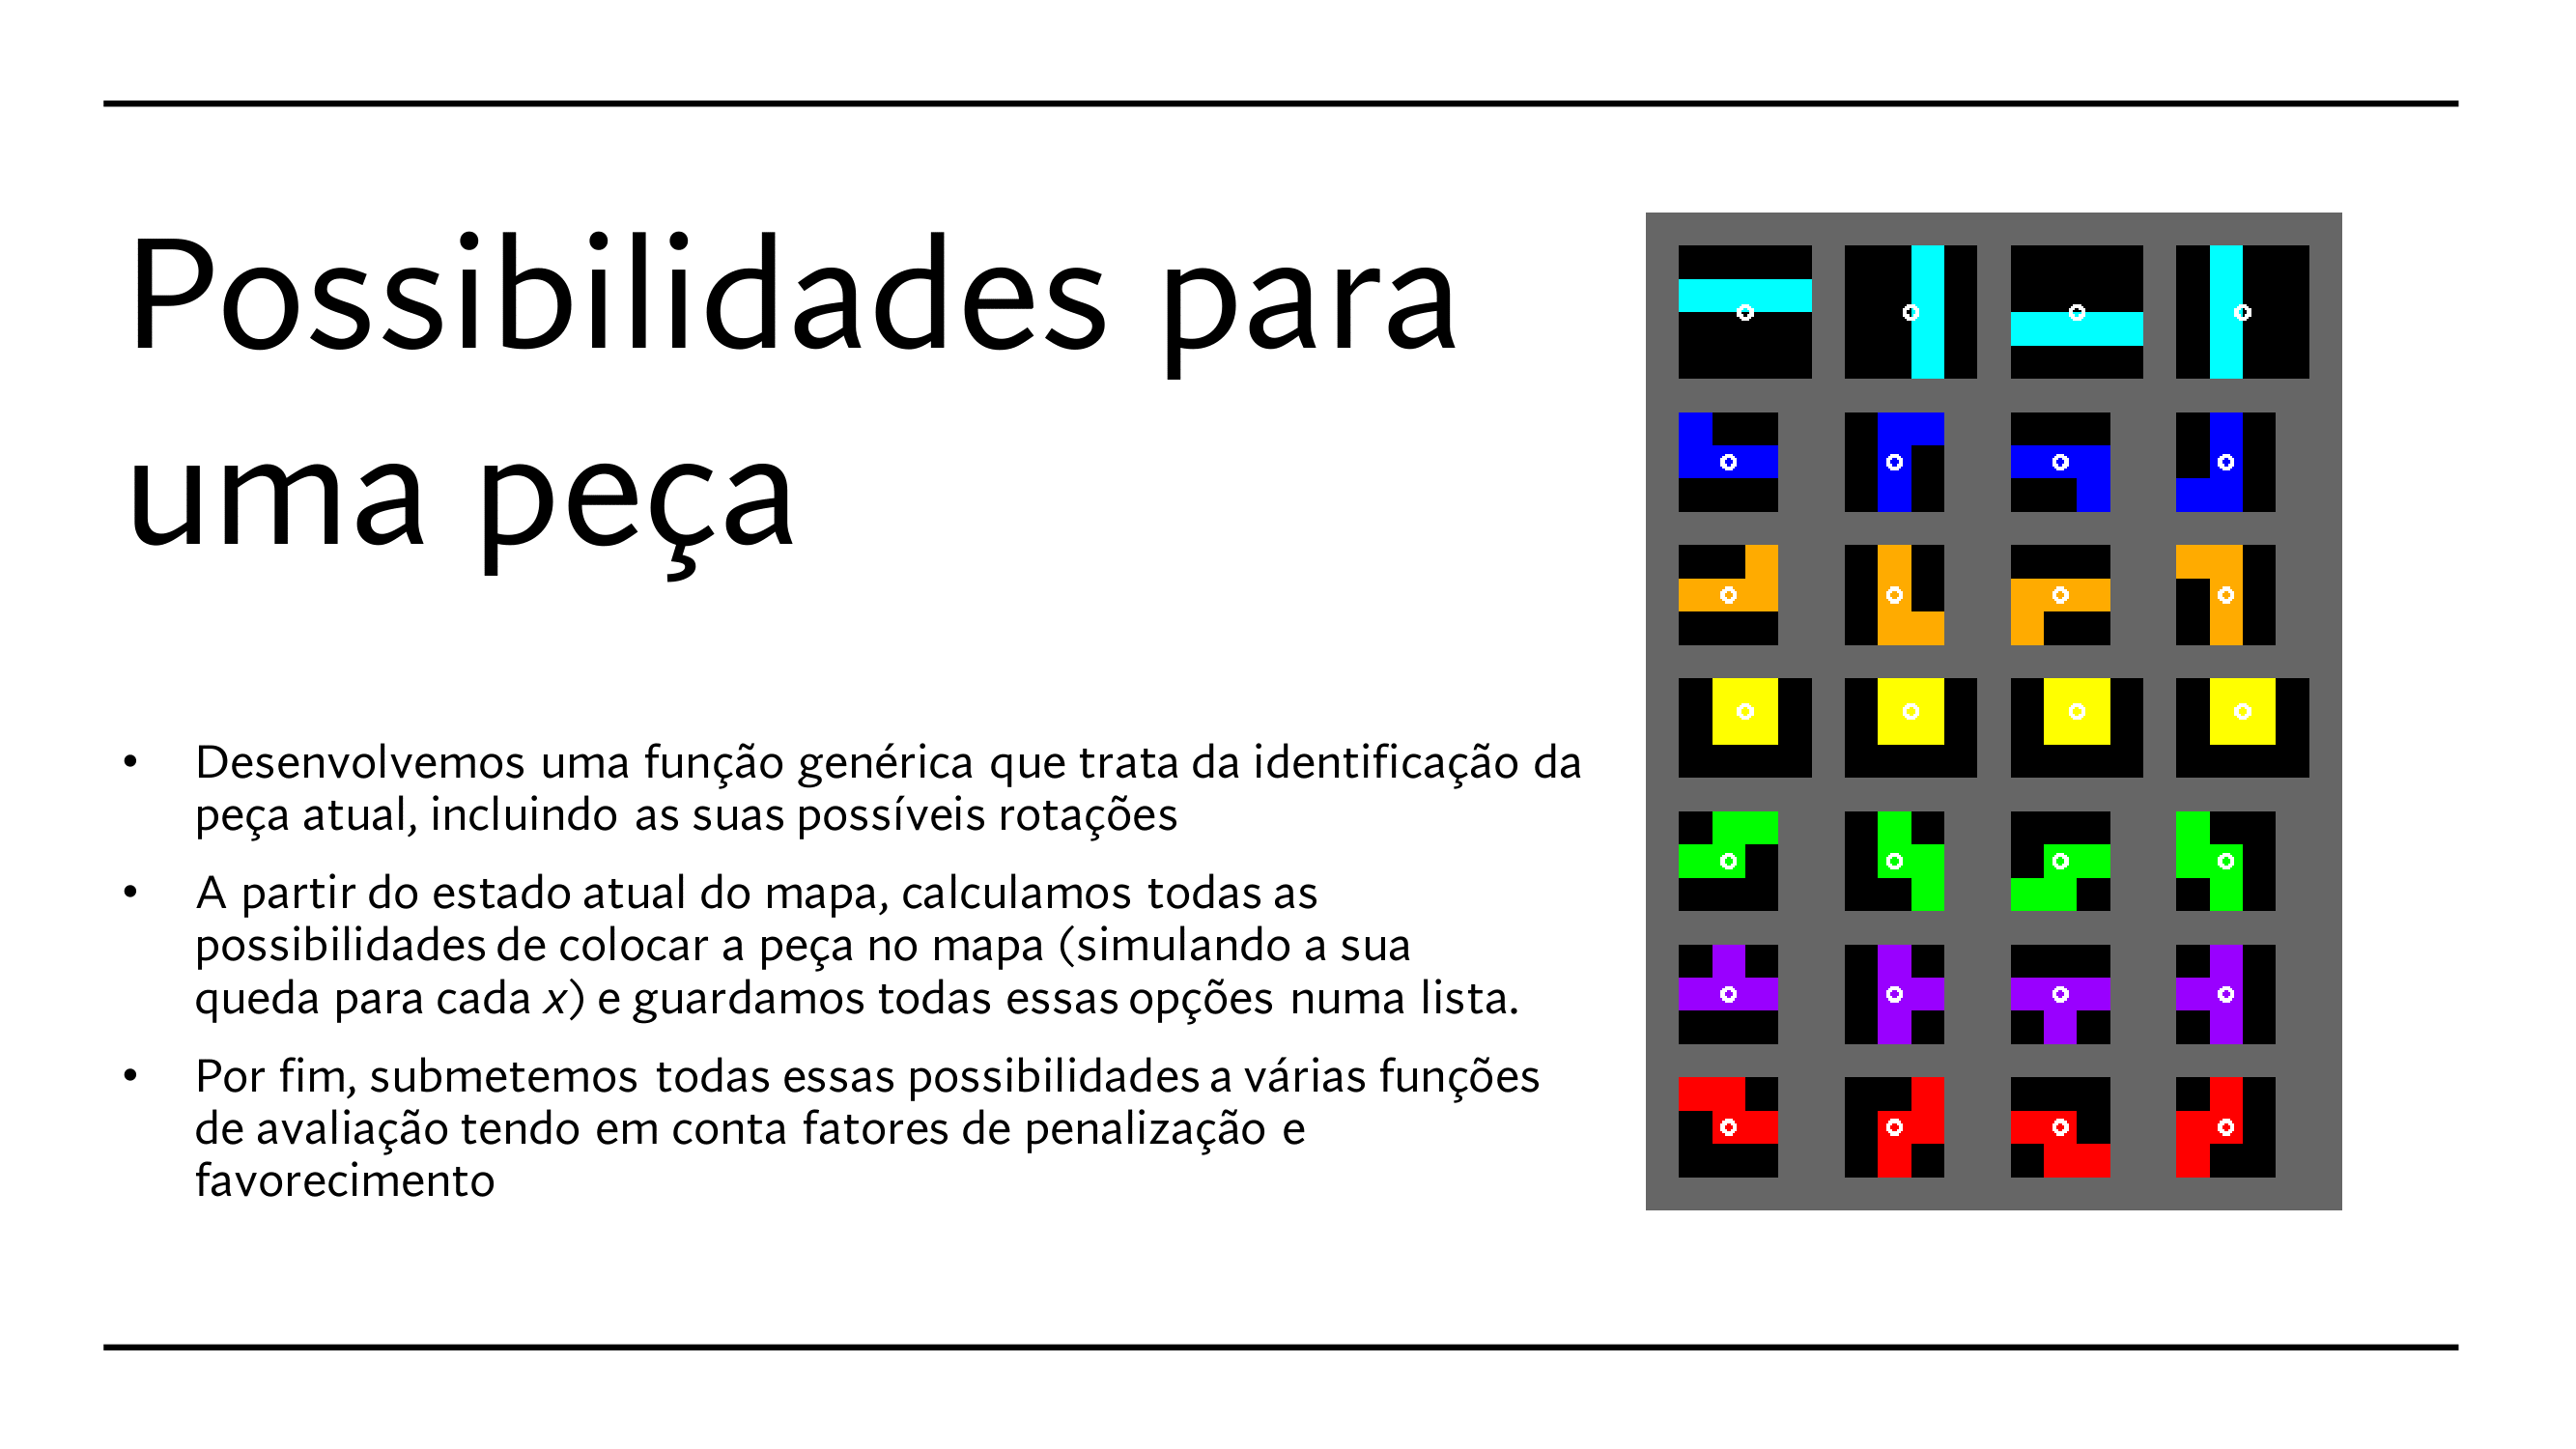 Possibilidades para
uma peça
• Desenvolvemos uma função genérica que trata da identificação da
peça atual, incluindo as suas possíveis rotações
• A partir do estado atual do mapa, calculamos todas as
possibilidades de colocar a peça no mapa (simulando a sua
queda para cada x) e guardamos todas essas opções numa lista.
• Por fim, submetemos todas essas possibilidades a várias funções
de avaliação tendo em conta fatores de penalização e
favorecimento